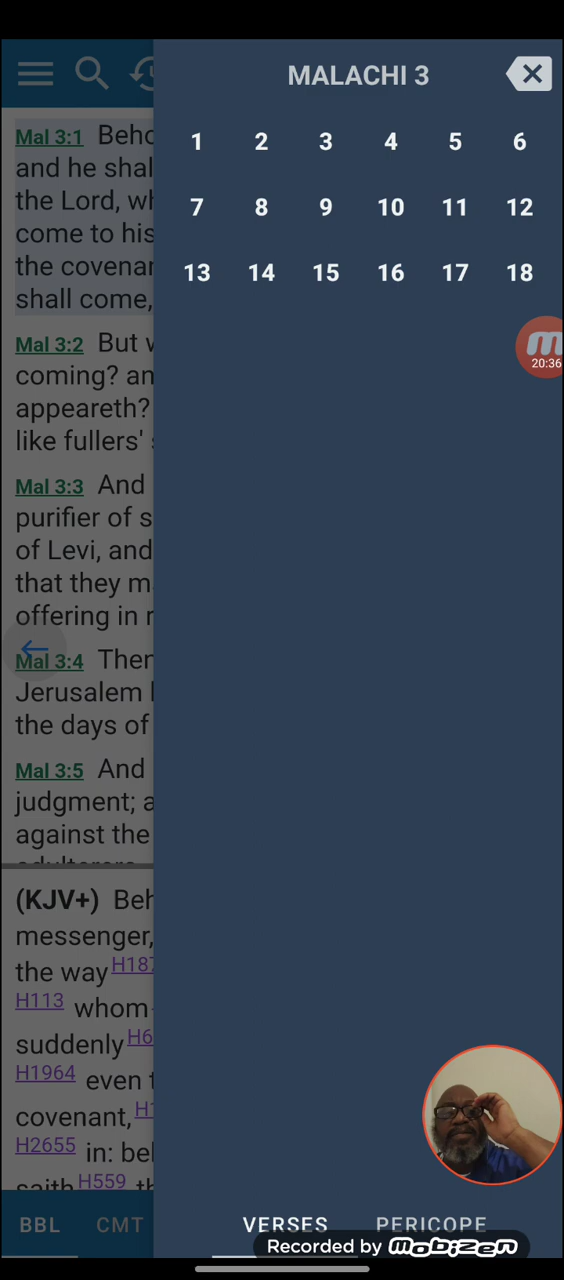 MALACHI 3
1 2 3 4 5 6
7 8 9 10 11 12
13 14 15 16 17 18
Mal 3:1 Beho
and he shal
the Lord, wh
come to his
the covenan
shall come,
Mal 3:2 But w
coming? an
appeareth?
like fullers' s
Mal 3:3 And
purifier of s
of Levi, and
that they m
offering in r
Mal 3:4 Then
Jerusalem
the days of
Mal 3:5 And
judgment; a
against the
(KJV+) Beh
messenger,
the way H187
H113 whom
suddenly H6
H1964 even t
covenant, H1
H2655 in: beh
saith H559 th
20:36
BBL CMT VERSES PERICOPE
Recorded by mobizen